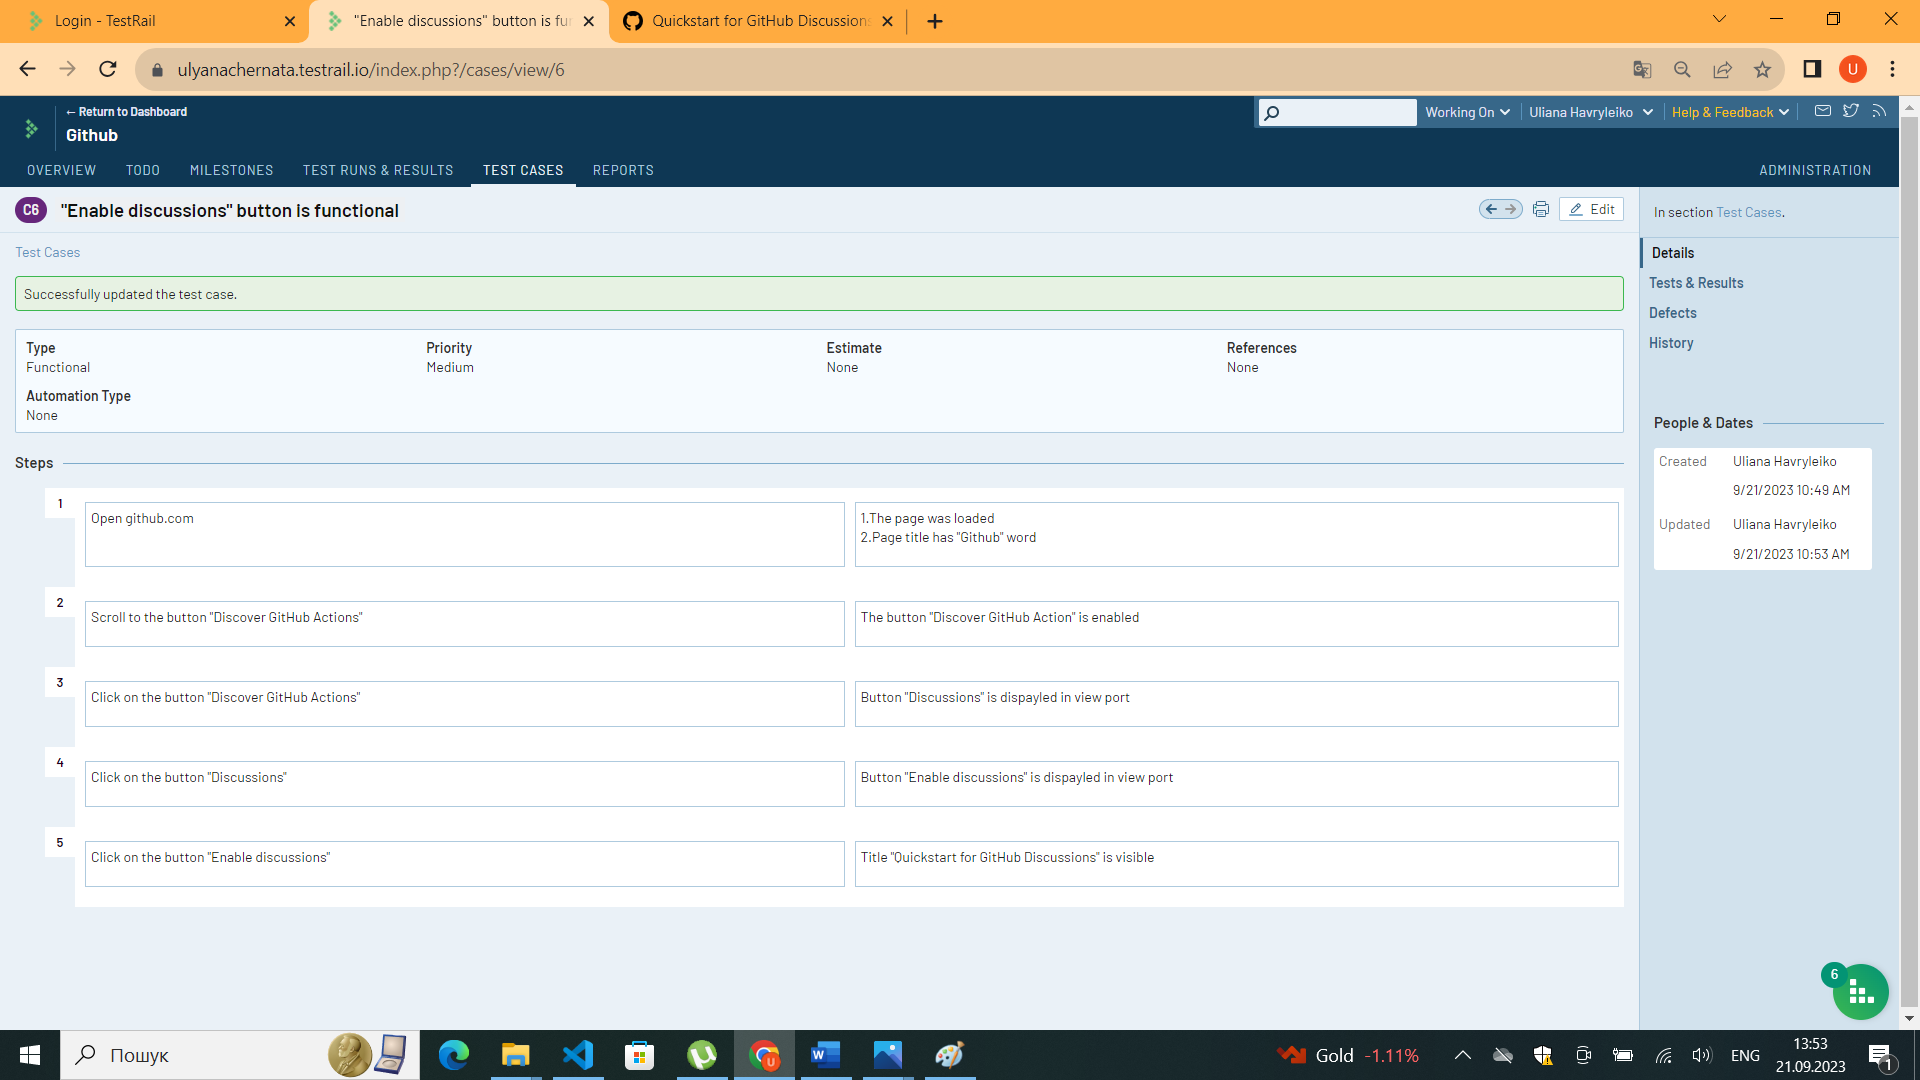 Login - TestRail
"Enable discussions" button is fun
Quickstart for GitHub Discussions
ulyanachernata.testrail.io/index.php?/cases/view/6
U
← Return to Dashboard
Github
Working On
Uliana Havryleiko
Help & Feedback
OVERVIEW
TODO
MILESTONES
TEST RUNS & RESULTS
TEST CASES
REPORTS
ADMINISTRATION
C6
"Enable discussions" button is functional
Edit
In section Test Cases.
Test Cases
Details
Tests & Results
Defects
History
Successfully updated the test case.
Type
Functional
Priority
Medium
Estimate
None
References
None
Automation Type
None
People & Dates
Created
Uliana Havryleiko
9/21/2023 10:49 AM
Updated
Uliana Havryleiko
9/21/2023 10:53 AM
Steps
1
Open github.com
1.The page was loaded
2.Page title has "Github" word
2
Scroll to the button "Discover GitHub Actions"
The button "Discover GitHub Action" is enabled
3
Click on the button "Discover GitHub Actions"
Button "Discussions" is dispayled in view port
4
Click on the button "Discussions"
Button "Enable discussions" is dispayled in view port
5
Click on the button "Enable discussions"
Title "Quickstart for GitHub Discussions" is visible
6
Пошук
Gold -1.11%
ENG
13:53
21.09.2023
1